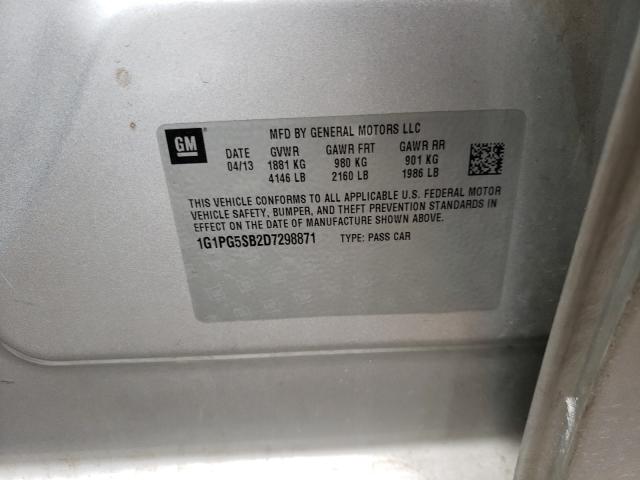 GM
MFD BY GENERAL MOTORS LLC
DATE GVWR GAWR FRT GAWR RR
04/13 1881 KG 980 KG 901 KG
4146 LB 2160 LB 1986 LB
THIS VEHICLE CONFORMS TO ALL APPLICABLE U.S. FEDERAL MOTOR
VEHICLE SAFETY, BUMPER, AND THEFT PREVENTION STANDARDS IN
EFFECT ON THE DATE OF MANUFACTURE SHOWN ABOVE.
1G1PG5SB2D7298871 TYPE: PASS CAR